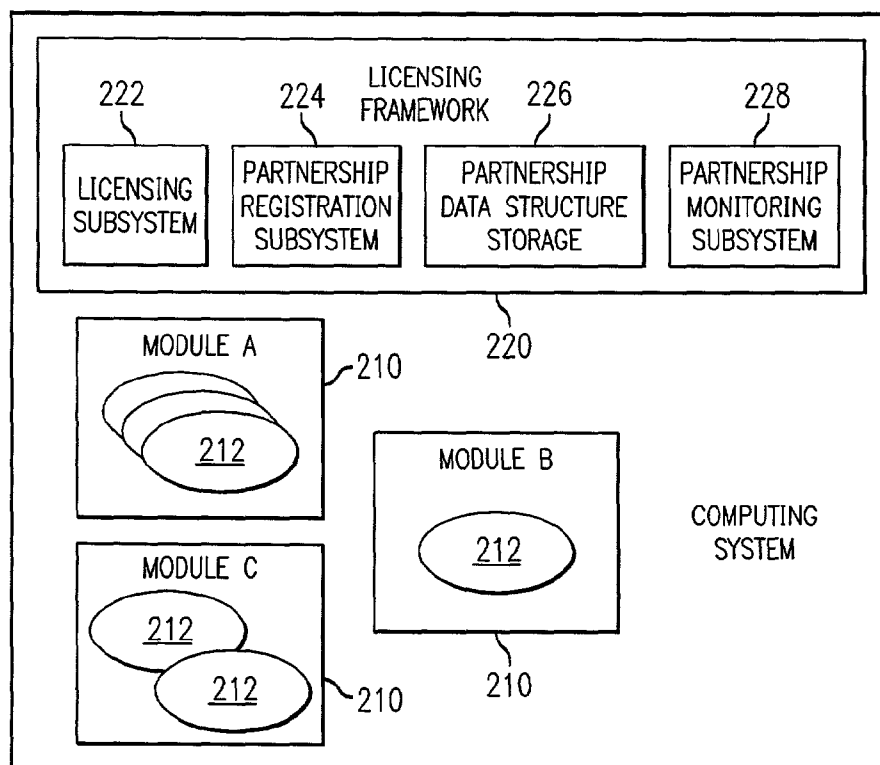 LICENSING
FRAMEWORK
222
224
226
228
LICENSING
SUBSYSTEM
PARTNERSHIP
REGISTRATION
SUBSYSTEM
PARTNERSHIP
DATA STRUCTURE
STORAGE
PARTNERSHIP
MONITORING
SUBSYSTEM
220
MODULE A
212
210
MODULE B
212
210
COMPUTING
SYSTEM
MODULE C
212
212
210